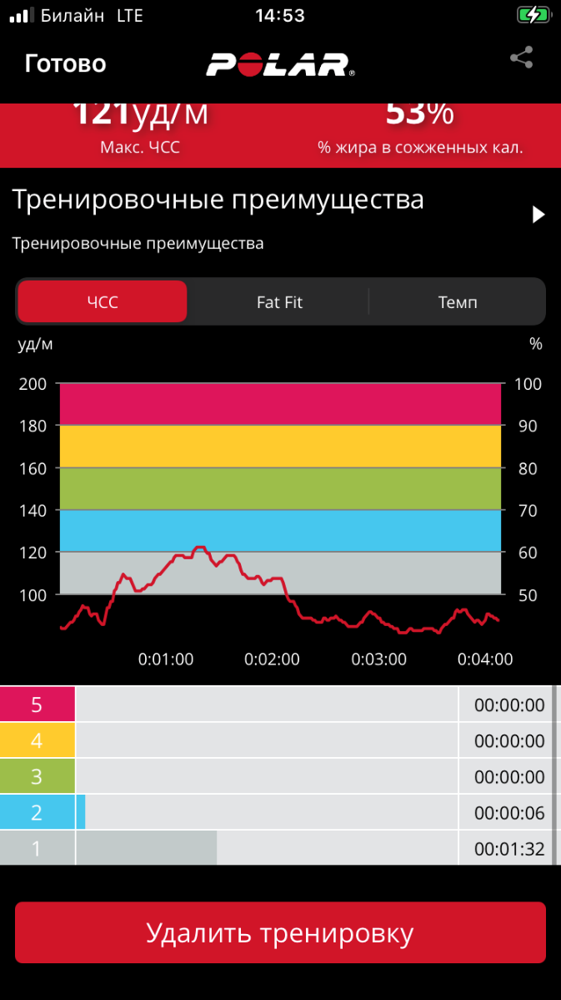 Билайн LTE 14:53
Готово POLAR®
121уд/м 53%
Макс. ЧСС % жира в сожженных кал.
Тренировочные преимущества
Тренировочные преимущества
ЧСС Fat Fit Темп
уд/м %
200 100
180 90
160 80
140 70
120 60
100 50
0:01:00 0:02:00 0:03:00 0:04:00
5 00:00:00
4 00:00:00
3 00:00:00
2 00:00:06
1 00:01:32
Удалить тренировку